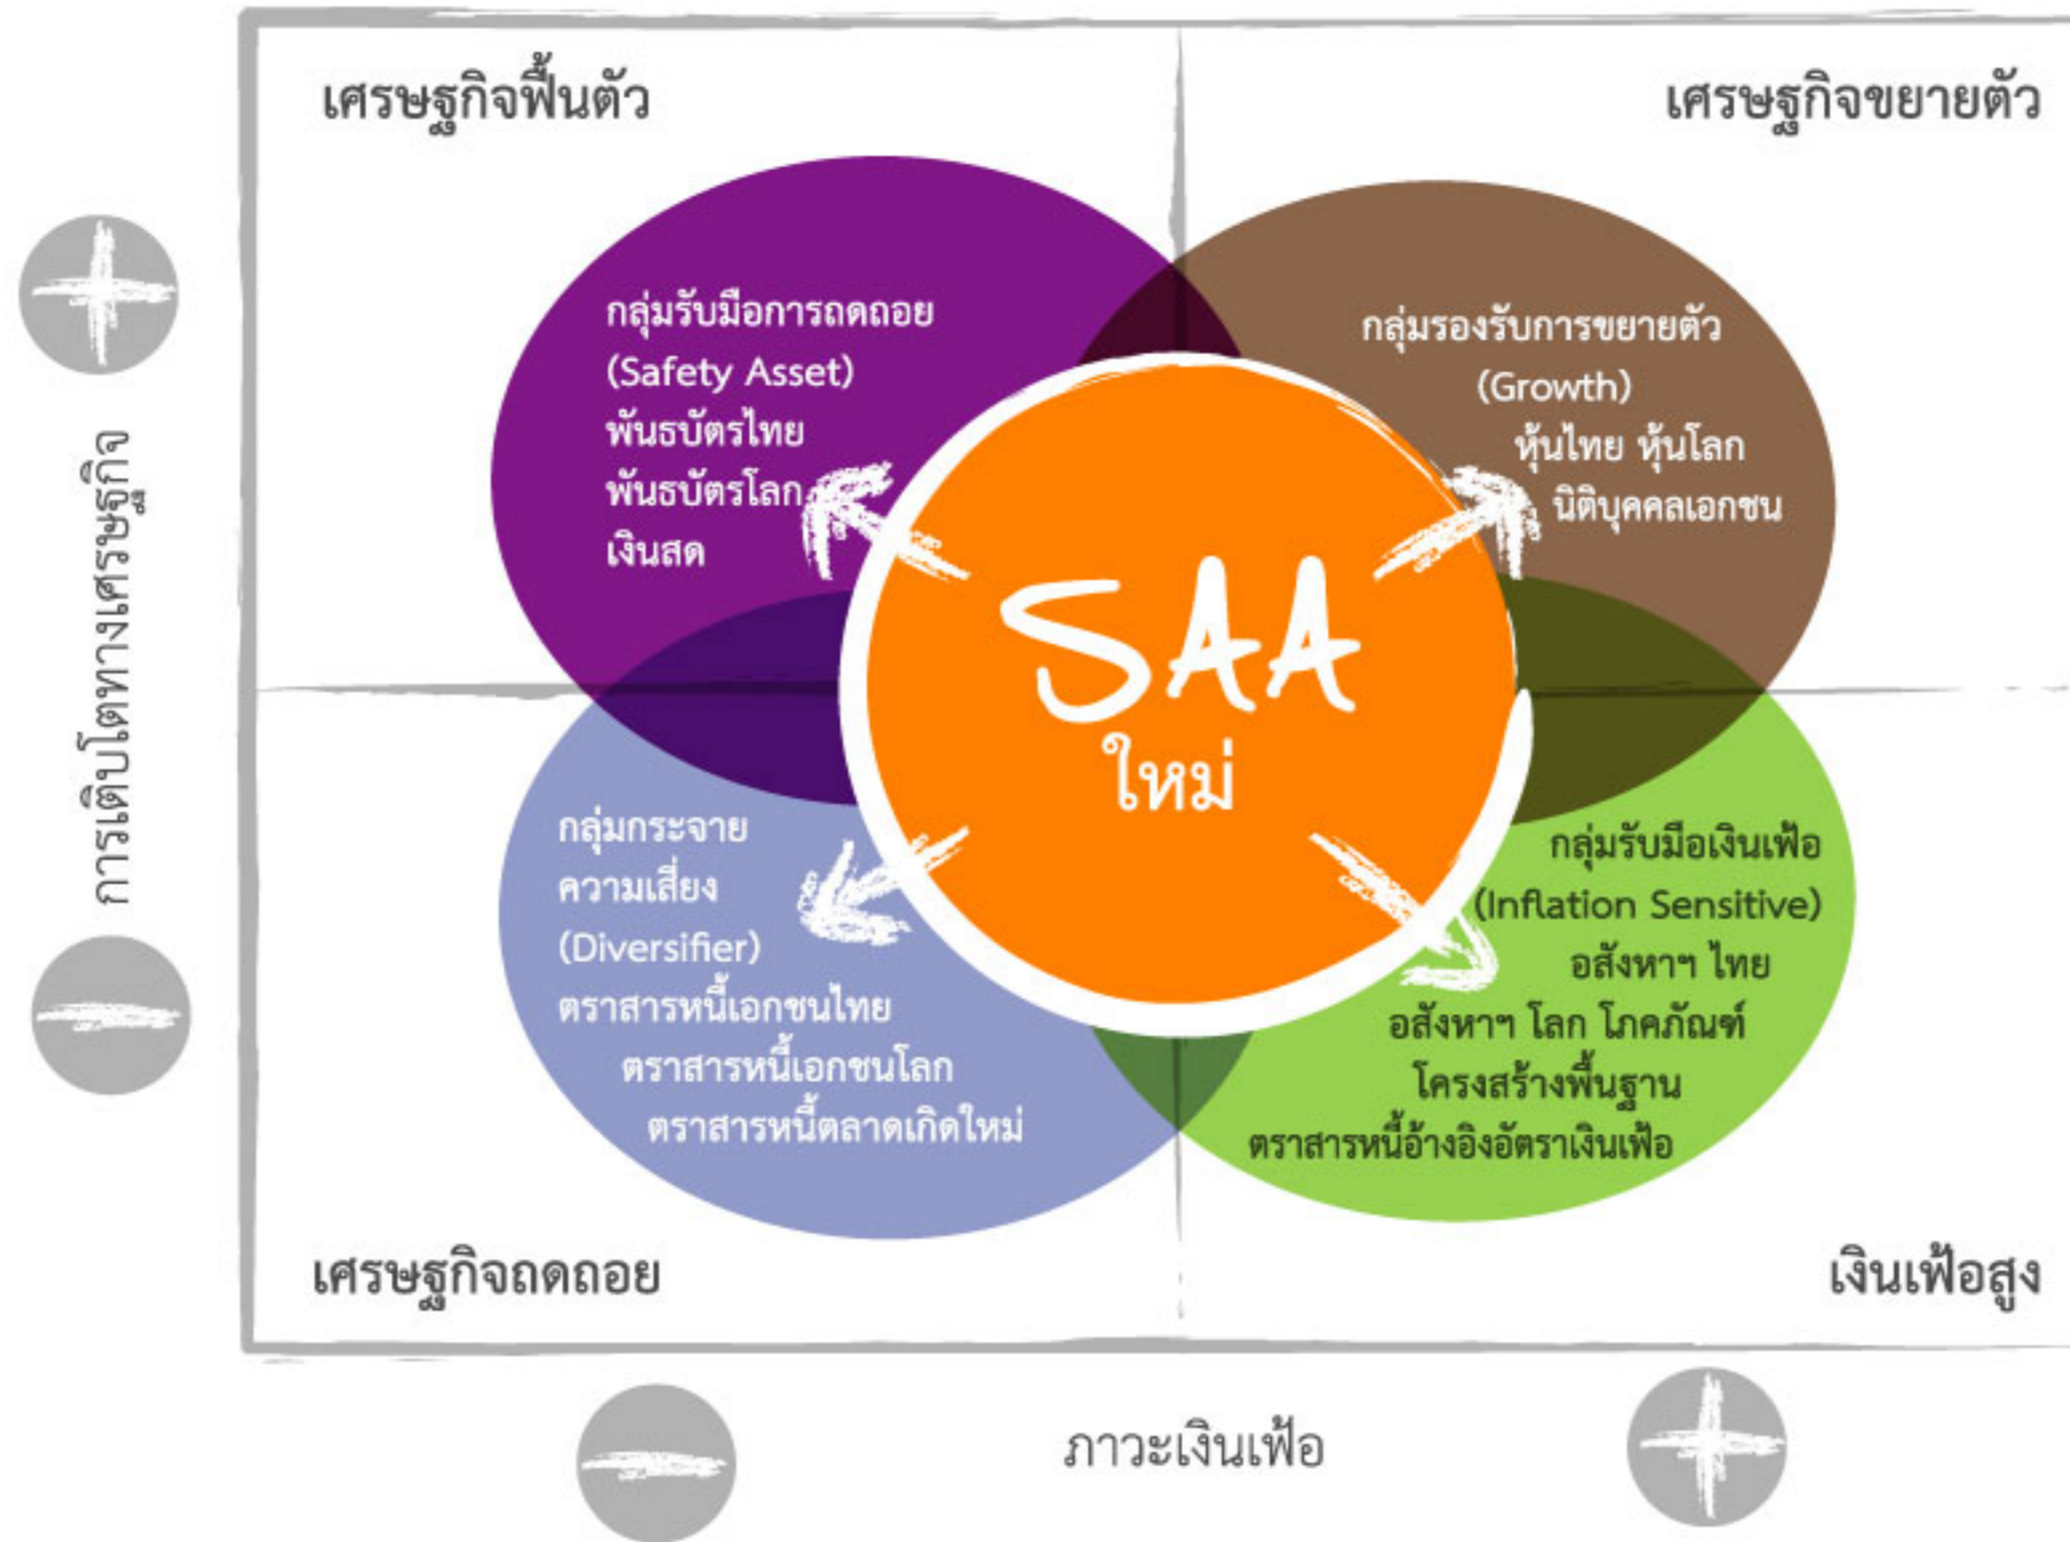 เศรษฐกิจฟื้นตัว
เศรษฐกิจขยายตัว
การเติบโตทางเศรษฐกิจ
กลุ่มรับมือการถดถอย
(Safety Asset)
พันธบัตรไทย
พันธบัตรโลก
เงินสด
กลุ่มรองรับการขยายตัว
(Growth)
หุ้นไทย หุ้นโลก
นิติบุคคลเอกชน
SAA
ใหม่
กลุ่มกระจาย
ความเสี่ยง
(Diversifier)
ตราสารหนี้เอกชนไทย
ตราสารหนี้เอกชนโลก
ตราสารหนี้ตลาดเกิดใหม่
กลุ่มรับมือเงินเฟ้อ
(Inflation Sensitive)
อสังหาฯ ไทย
อสังหาฯ โลก โภคภัณฑ์
โครงสร้างพื้นฐาน
ตราสารหนี้อ้างอิงอัตราเงินเฟ้อ
เศรษฐกิจถดถอย
เงินเฟ้อสูง
ภาวะเงินเฟ้อ